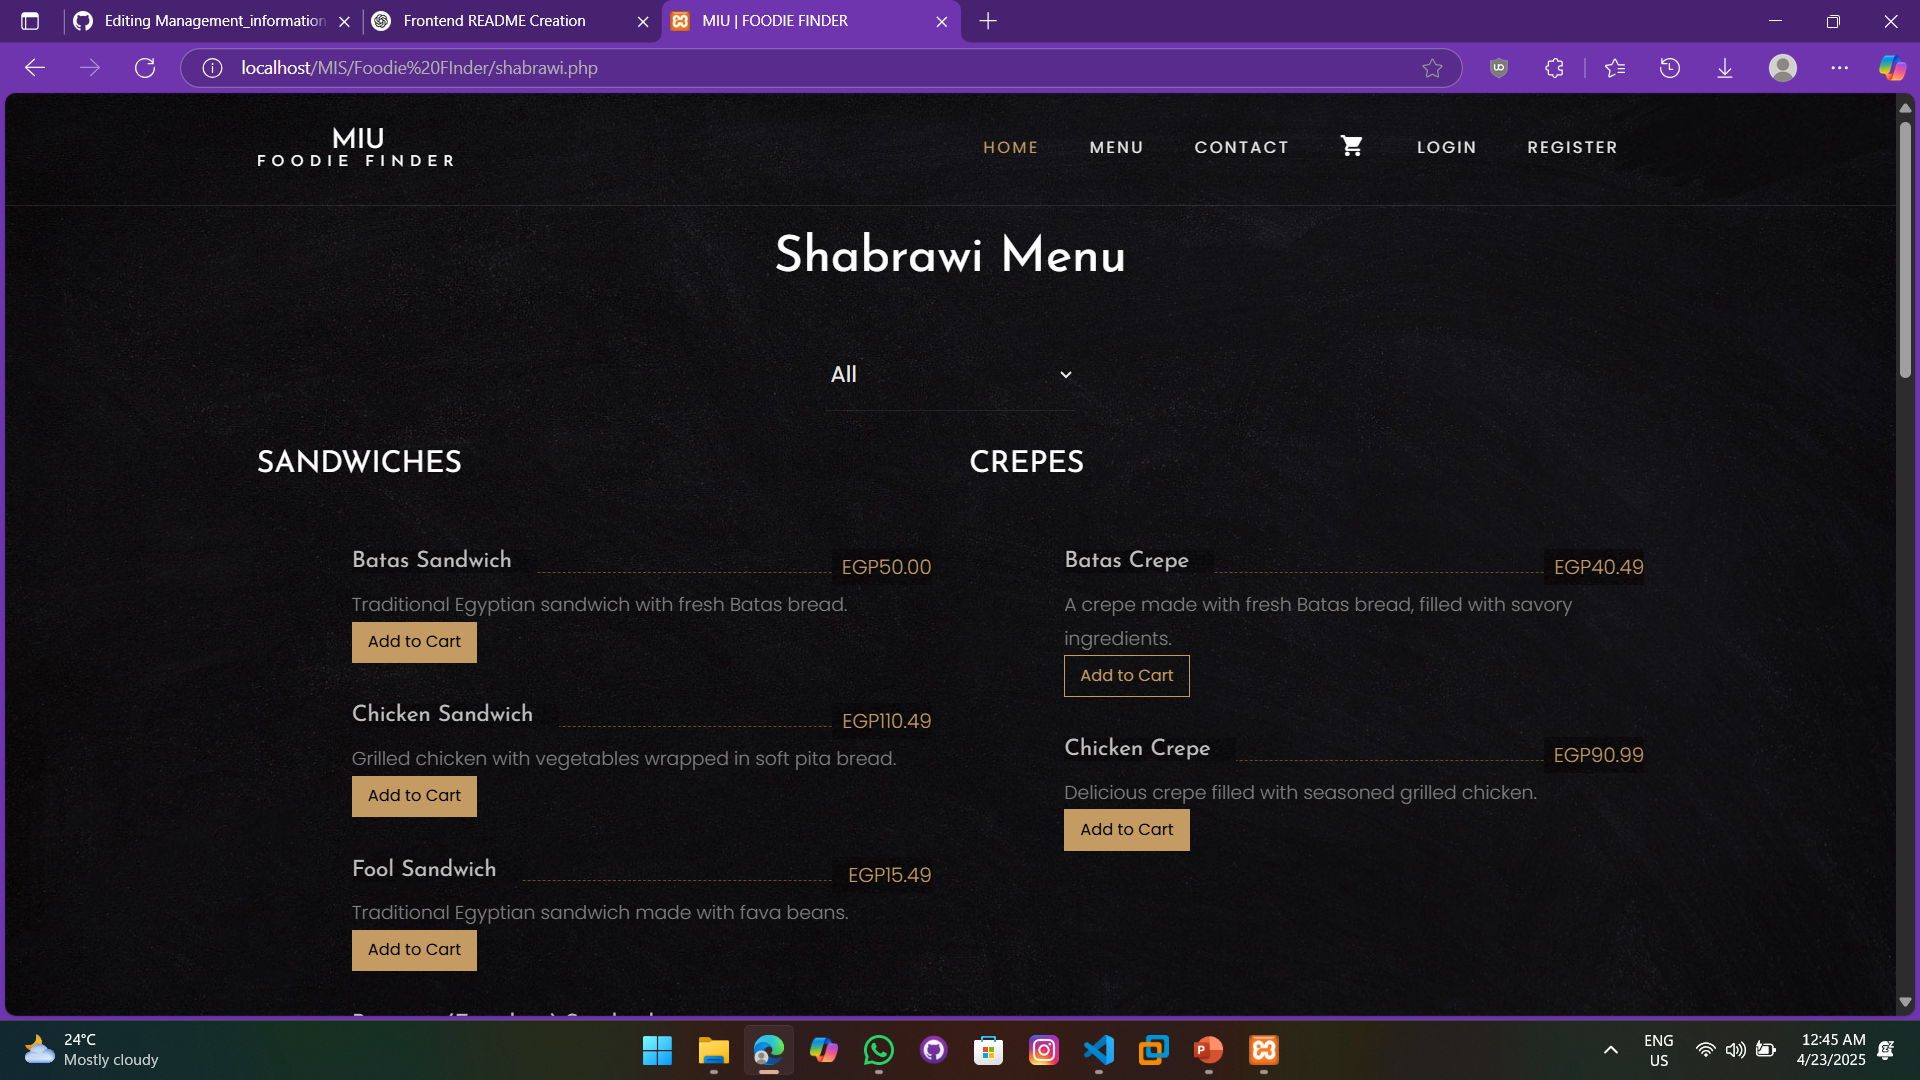 Editing Management_information
Frontend README Creation
MIU | FOODIE FINDER
localhost/MIS/Foodie%20FInder/shabrawi.php
MIU
FOODIE FINDER
HOME
MENU
CONTACT
LOGIN
REGISTER
Shabrawi Menu
All
SANDWICHES
Batas Sandwich
EGP50.00
Traditional Egyptian sandwich with fresh Batas bread.
Add to Cart
Chicken Sandwich
EGP110.49
Grilled chicken with vegetables wrapped in soft pita bread.
Add to Cart
Fool Sandwich
EGP15.49
Traditional Egyptian sandwich made with fava beans.
Add to Cart
CREPES
Batas Crepe
EGP40.49
A crepe made with fresh Batas bread, filled with savory
ingredients.
Add to Cart
Chicken Crepe
EGP90.99
Delicious crepe filled with seasoned grilled chicken.
Add to Cart
24°C
Mostly cloudy
ENG
US
12:45 AM
4/23/2025